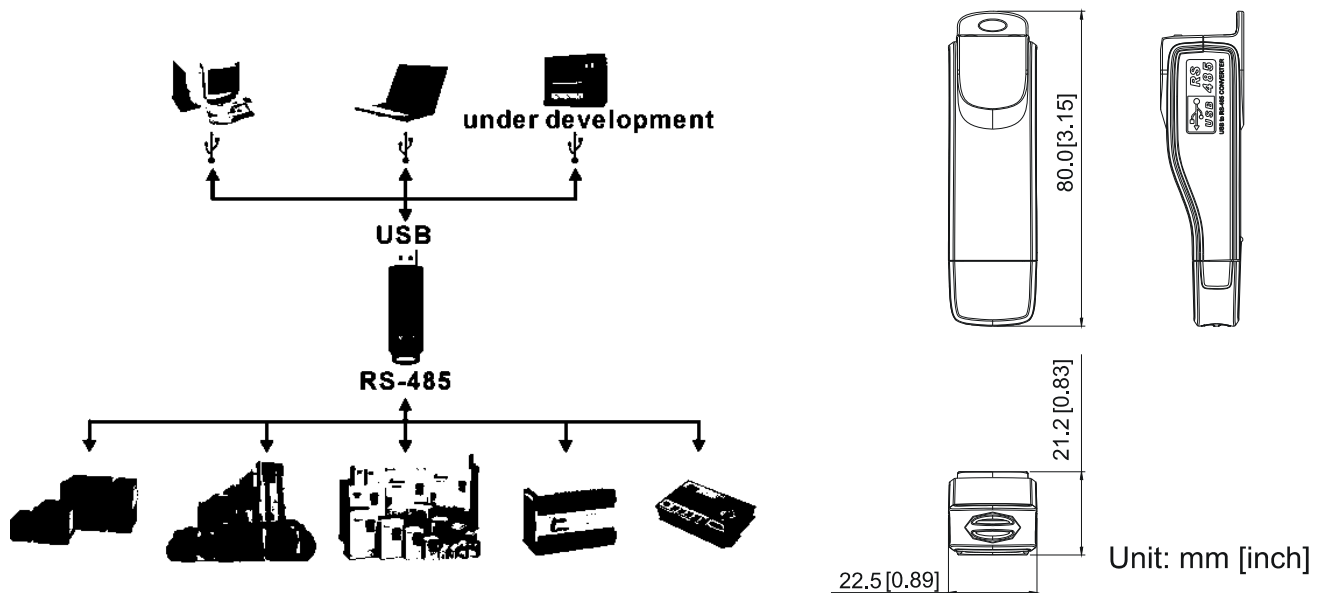 under development
USB
RS-485
80.0[3.15]
RS
485
USB
USB to RS-485 CONVERTER
21.2 [0.83]
22.5 [0.89]
Unit: mm [inch]